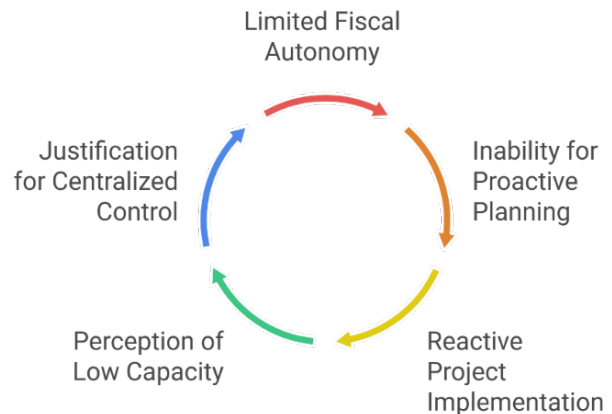 Limited Fiscal
Autonomy
Inability for
Proactive
Planning
Reactive
Project
Implementation
Perception of
Low Capacity
Justification
for Centralized
Control